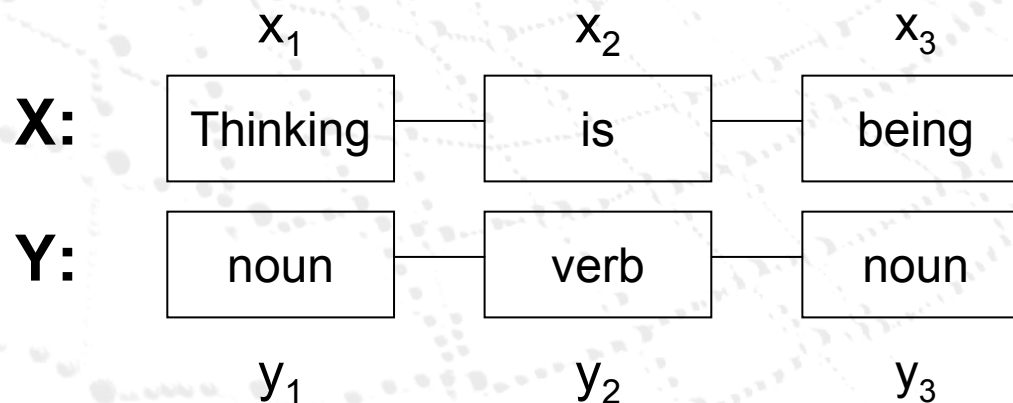 x₁ x₂ x₃
X: Thinking is being
Y: noun verb noun
y₁ y₂ y₃